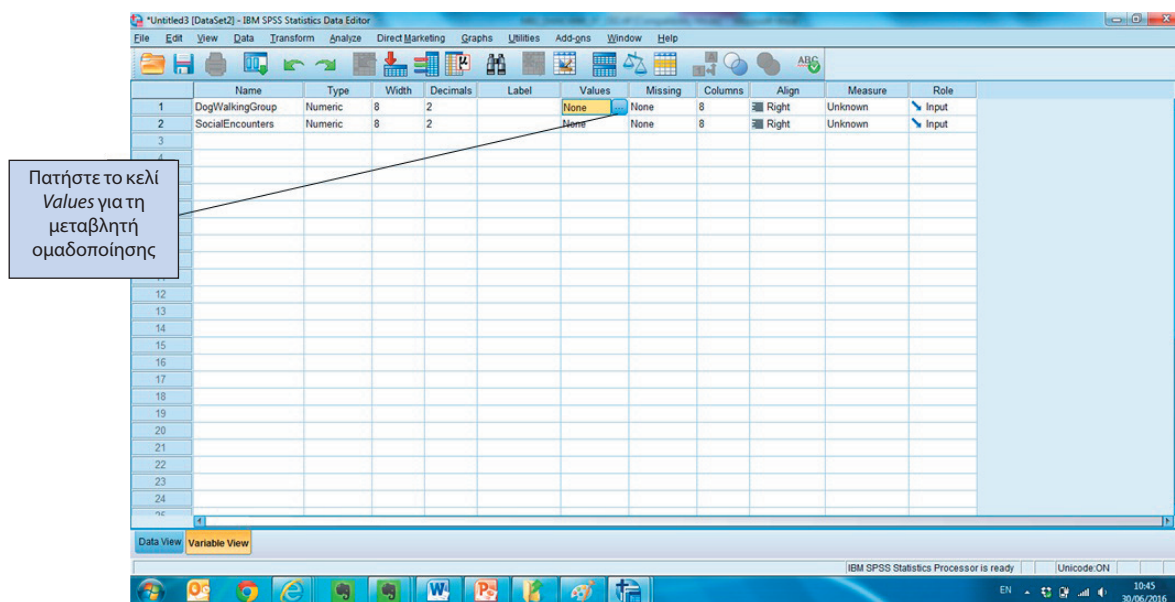 *Untitled3 [DataSet2] - IBM SPSS Statistics Data Editor
File Edit View Data Transform Analyze Direct Marketing Graphs Utilities Add-ons Window Help
Name Type Width Decimals Label Values Missing Columns Align Measure Role
1 DogWalkingGroup Numeric 8 2 None ... None 8 Right Unknown Input
2 SocialEncounters Numeric 8 2 None None 8 Right Unknown Input
3
4
Πατήστε το κελί
Values για τη
μεταβλητή
ομαδοποίησης
12
13
14
15
16
17
18
19
20
21
22
23
24
25
Data View Variable View
IBM SPSS Statistics Processor is ready Unicode:ON
EN 10:45
30/06/2016